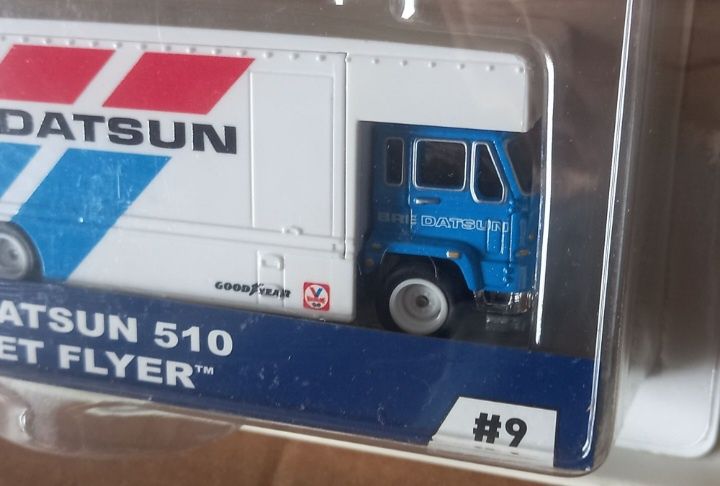 DATSUN
BRE DATSUN
GOODYEAR
ATSUN 510
ET FLYER™
#9